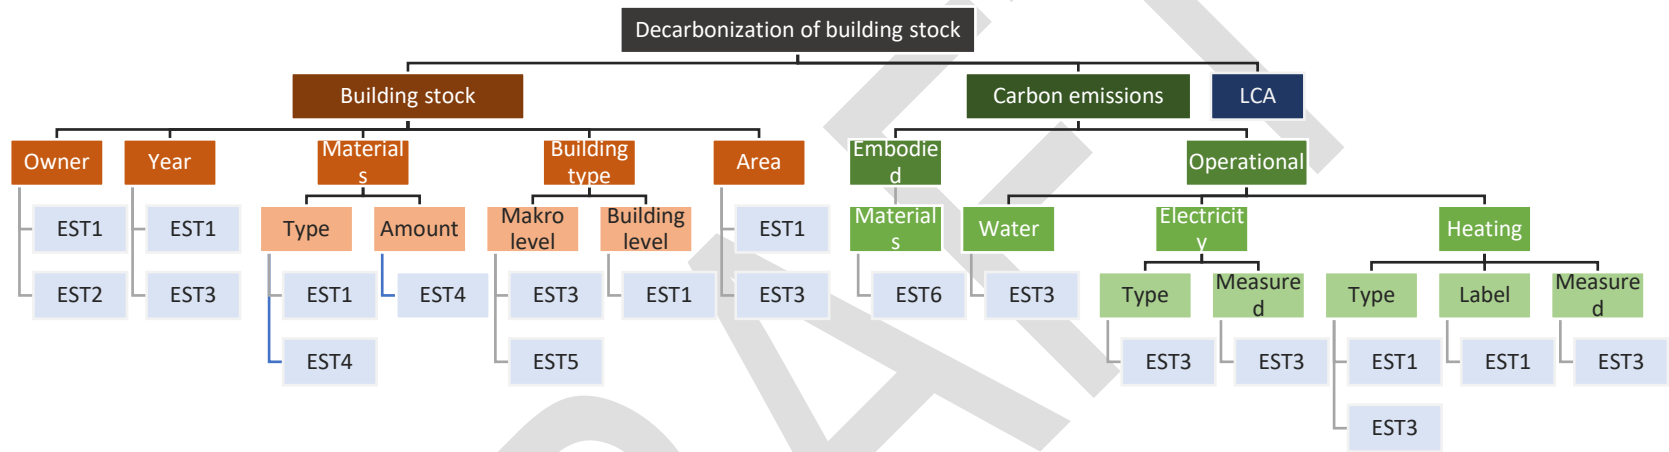 Decarbonization of building stock
Building stock
Carbon emissions
LCA
Owner
Year
Material
s
Building
type
Area
Embodie
d
Operational
EST1
EST1
Type
Amount
Makro
level
Building
level
EST1
Material
s
Water
Electricit
y
Heating
EST2
EST3
EST1
EST4
EST3
EST1
EST3
EST6
EST3
Type
Measure
d
Type
Label
Measure
d
EST4
EST5
EST3
EST3
EST1
EST1
EST3
EST3